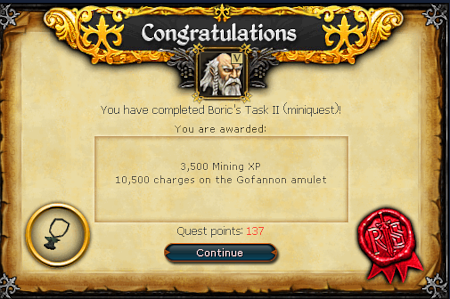 Congratulations
V
You have completed Boric's Task II (miniquest)!
You are awarded:
3,500 Mining XP
10,500 charges on the Gofannon amulet
Quest points: 137
Continue
RS